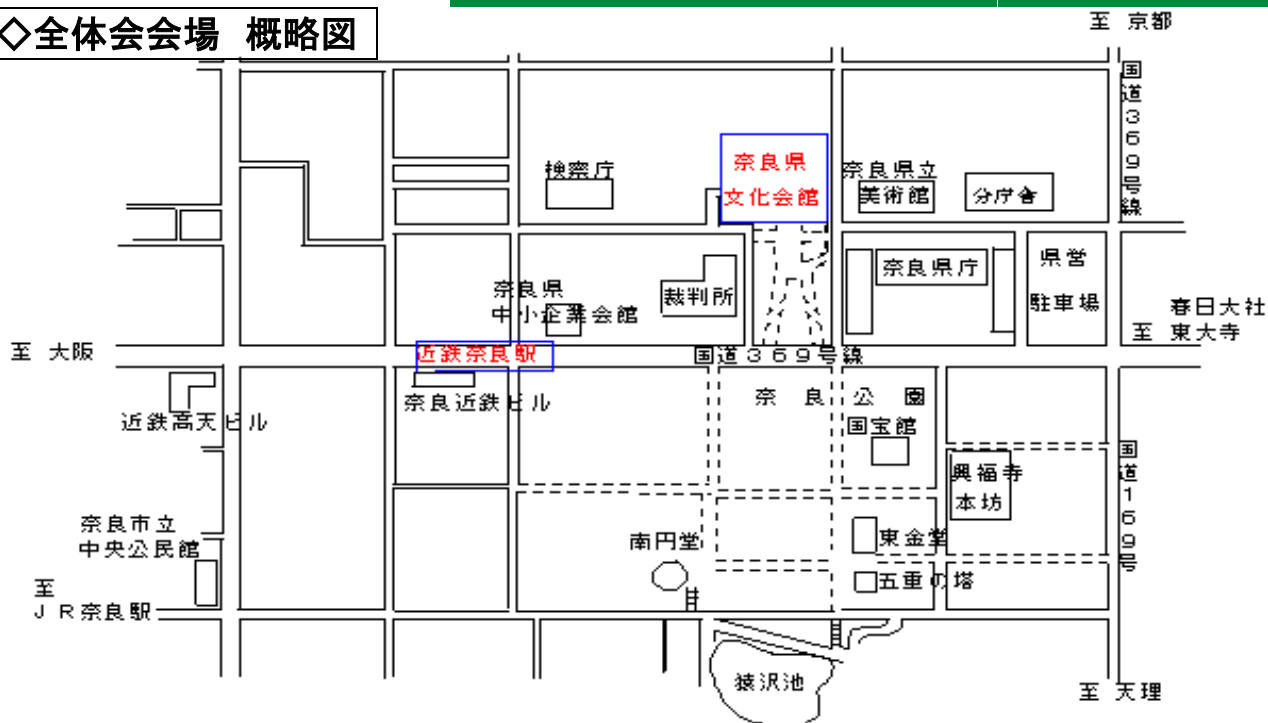 ◇全体会会場 概略図
至 京都
国道369号線
検察庁
奈良県
文化会館
奈良県立
美術館
分庁舎
奈良県庁
県営
駐車場
奈良県
中小企業会館
裁判所
春日大社
至 東大寺
至 大阪
近鉄奈良駅
国道369号線
奈良近鉄ビル
奈良公園
国宝館
近鉄高天ビル
国道169号
興福寺
本坊
奈良市立
中央公民館
南円堂
東金堂
五重の塔
至
JR奈良駅
猿沢池
至 天理